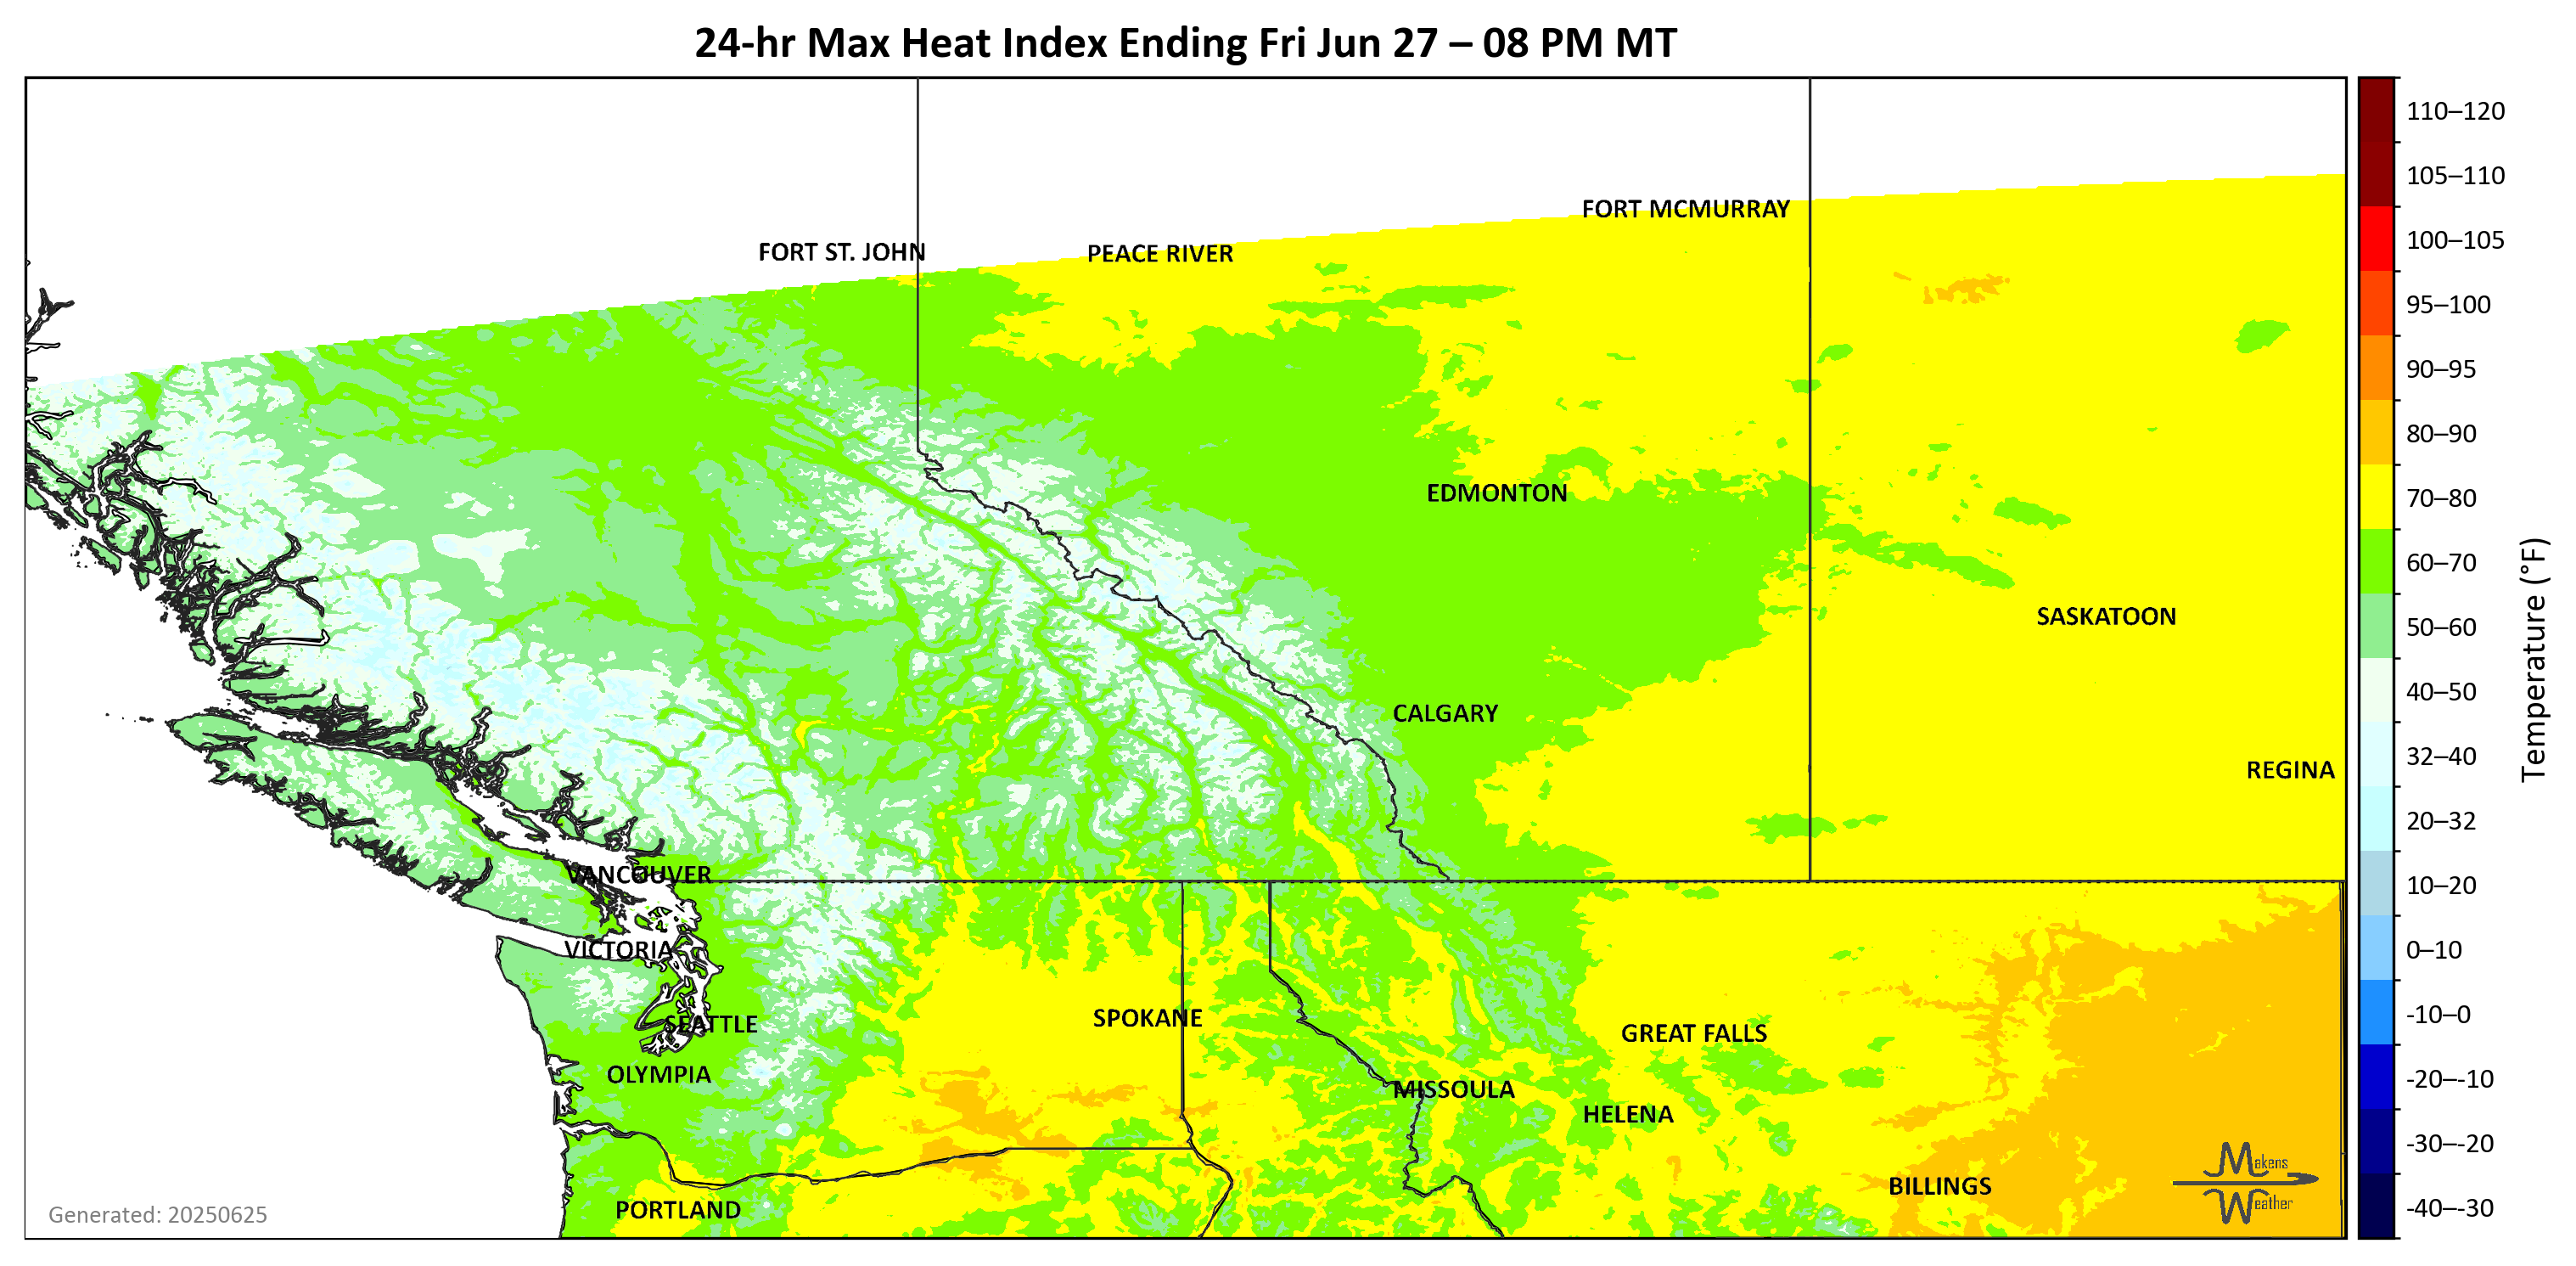 24-hr Max Heat Index Ending Fri Jun 27 – 08 PM MT
FORT MCMURRAY
FORT ST. JOHN
PEACE RIVER
EDMONTON
SASKATOON
CALGARY
REGINA
VANCOUVER
VICTORIA
SPOKANE
SEATTLE
GREAT FALLS
OLYMPIA
MISSOULA
HELENA
BILLINGS
PORTLAND
Makens
Weather
Generated: 20250625
110–120
105–110
100–105
95–100
90–95
80–90
70–80
60–70
50–60
40–50
32–40
20–32
10–20
0–10
-10–0
-20–-10
-30–-20
-40–-30
Temperature (°F)